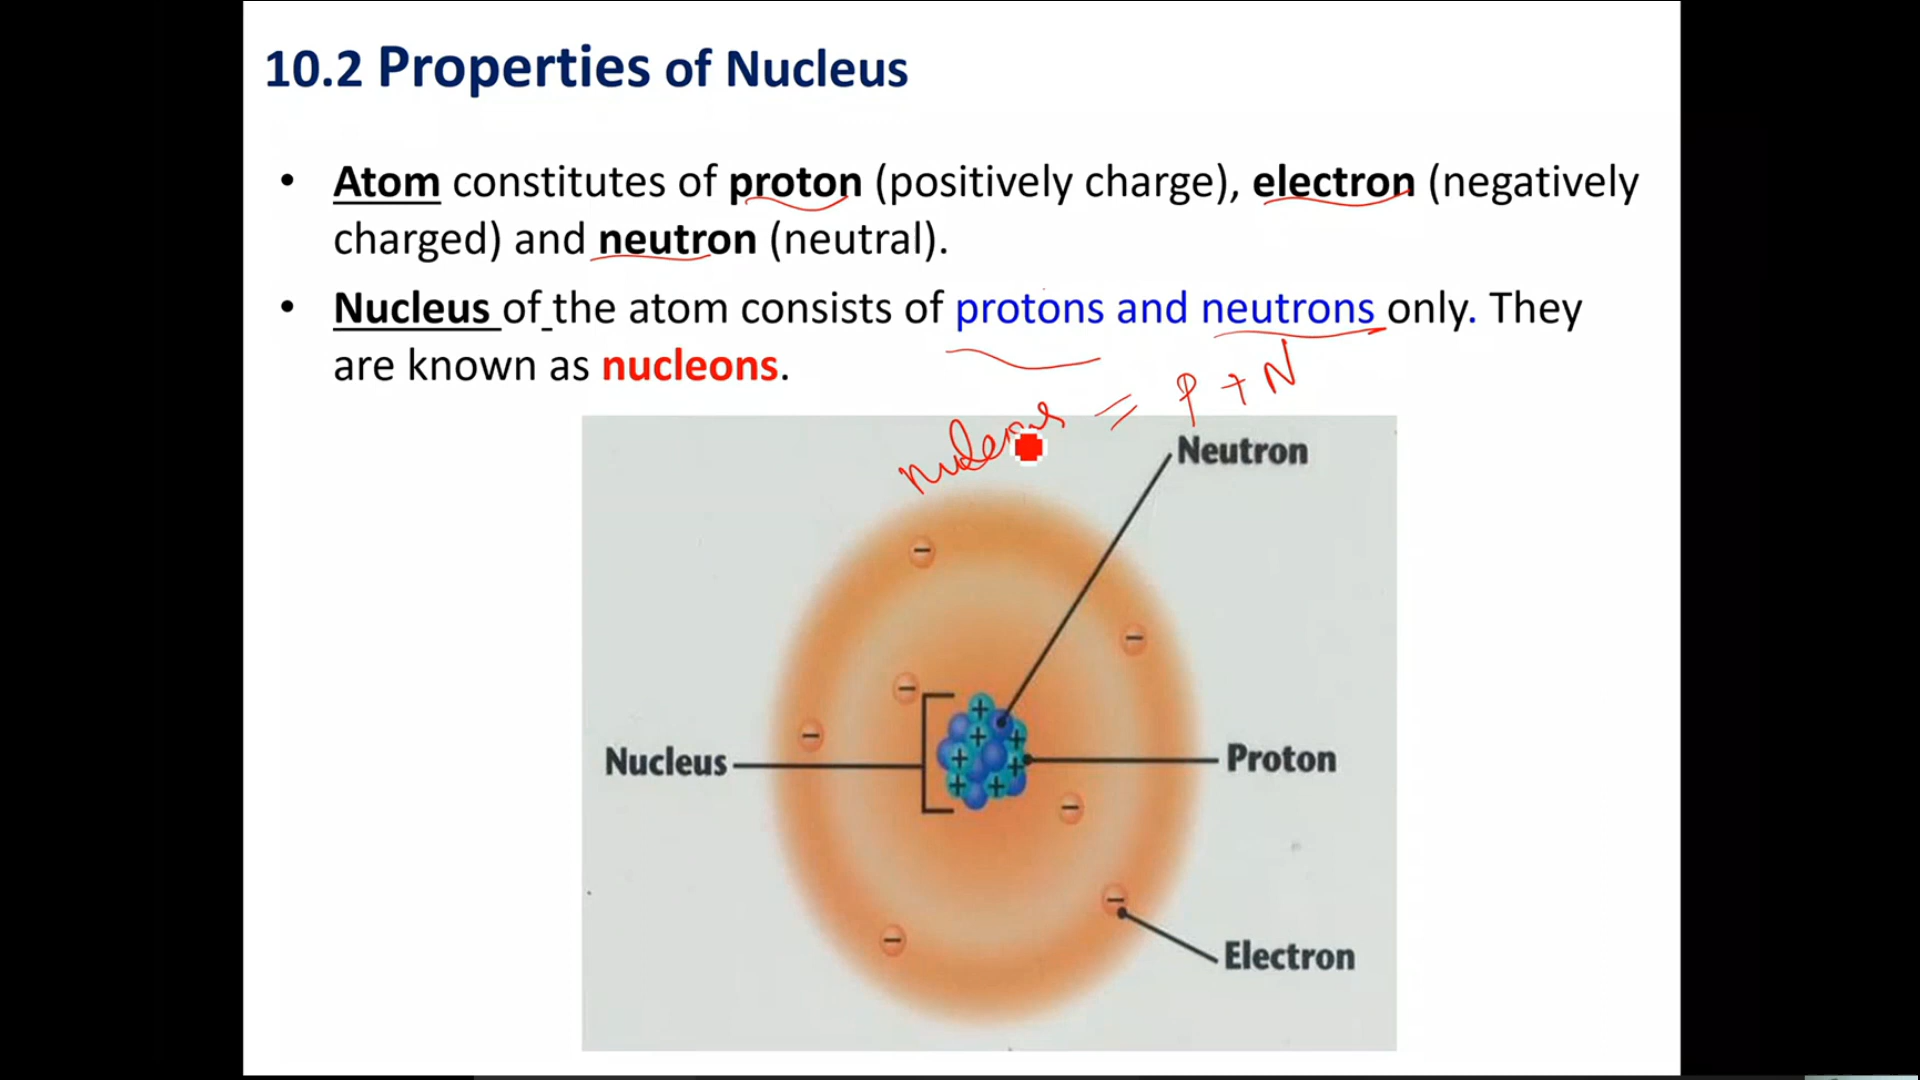 10.2 Properties of Nucleus
• Atom constitutes of proton (positively charge), electron (negatively
charged) and neutron (neutral).
• Nucleus of the atom consists of protons and neutrons only. They
are known as nucleons.
nucleus = P + N
Neutron
Nucleus
Proton
Electron